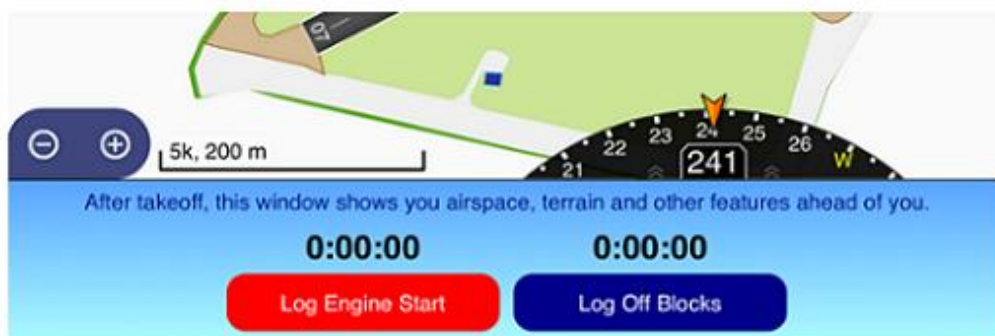 07
5k, 200 m
21 22 23 24 25 26 W
241
After takeoff, this window shows you airspace, terrain and other features ahead of you.
0:00:00 0:00:00
Log Engine Start Log Off Blocks